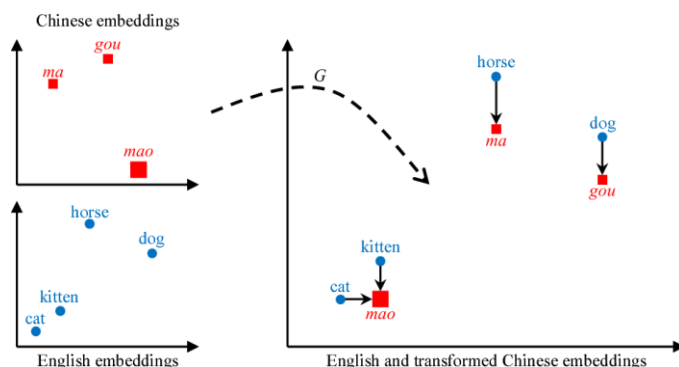 Chinese embeddings
gou
ma
mao
horse
dog
kitten
cat
English embeddings
G
horse
dog
ma
gou
kitten
cat
mao
English and transformed Chinese embeddings